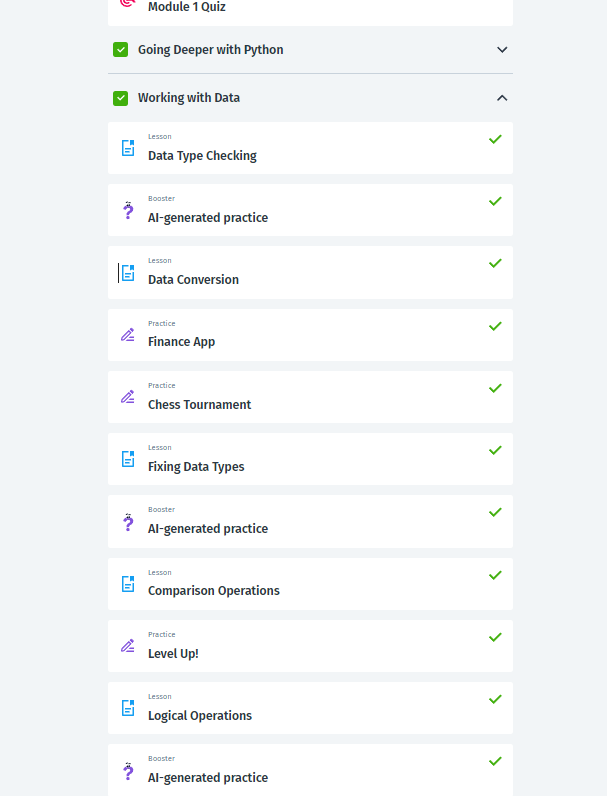 Module 1 Quiz
Going Deeper with Python
Working with Data
Lesson
Data Type Checking
Booster
AI-generated practice
Lesson
Data Conversion
Practice
Finance App
Practice
Chess Tournament
Lesson
Fixing Data Types
Booster
AI-generated practice
Lesson
Comparison Operations
Practice
Level Up!
Lesson
Logical Operations
Booster
AI-generated practice